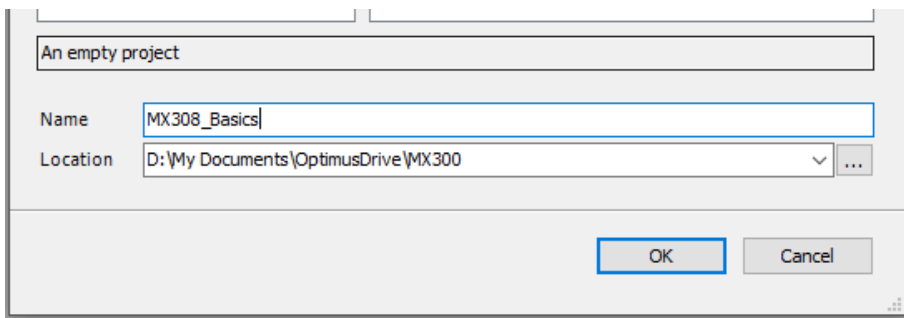 An empty project
Name MX308_Basics
Location D:\My Documents\OptimusDrive\MX300 ...
OK Cancel